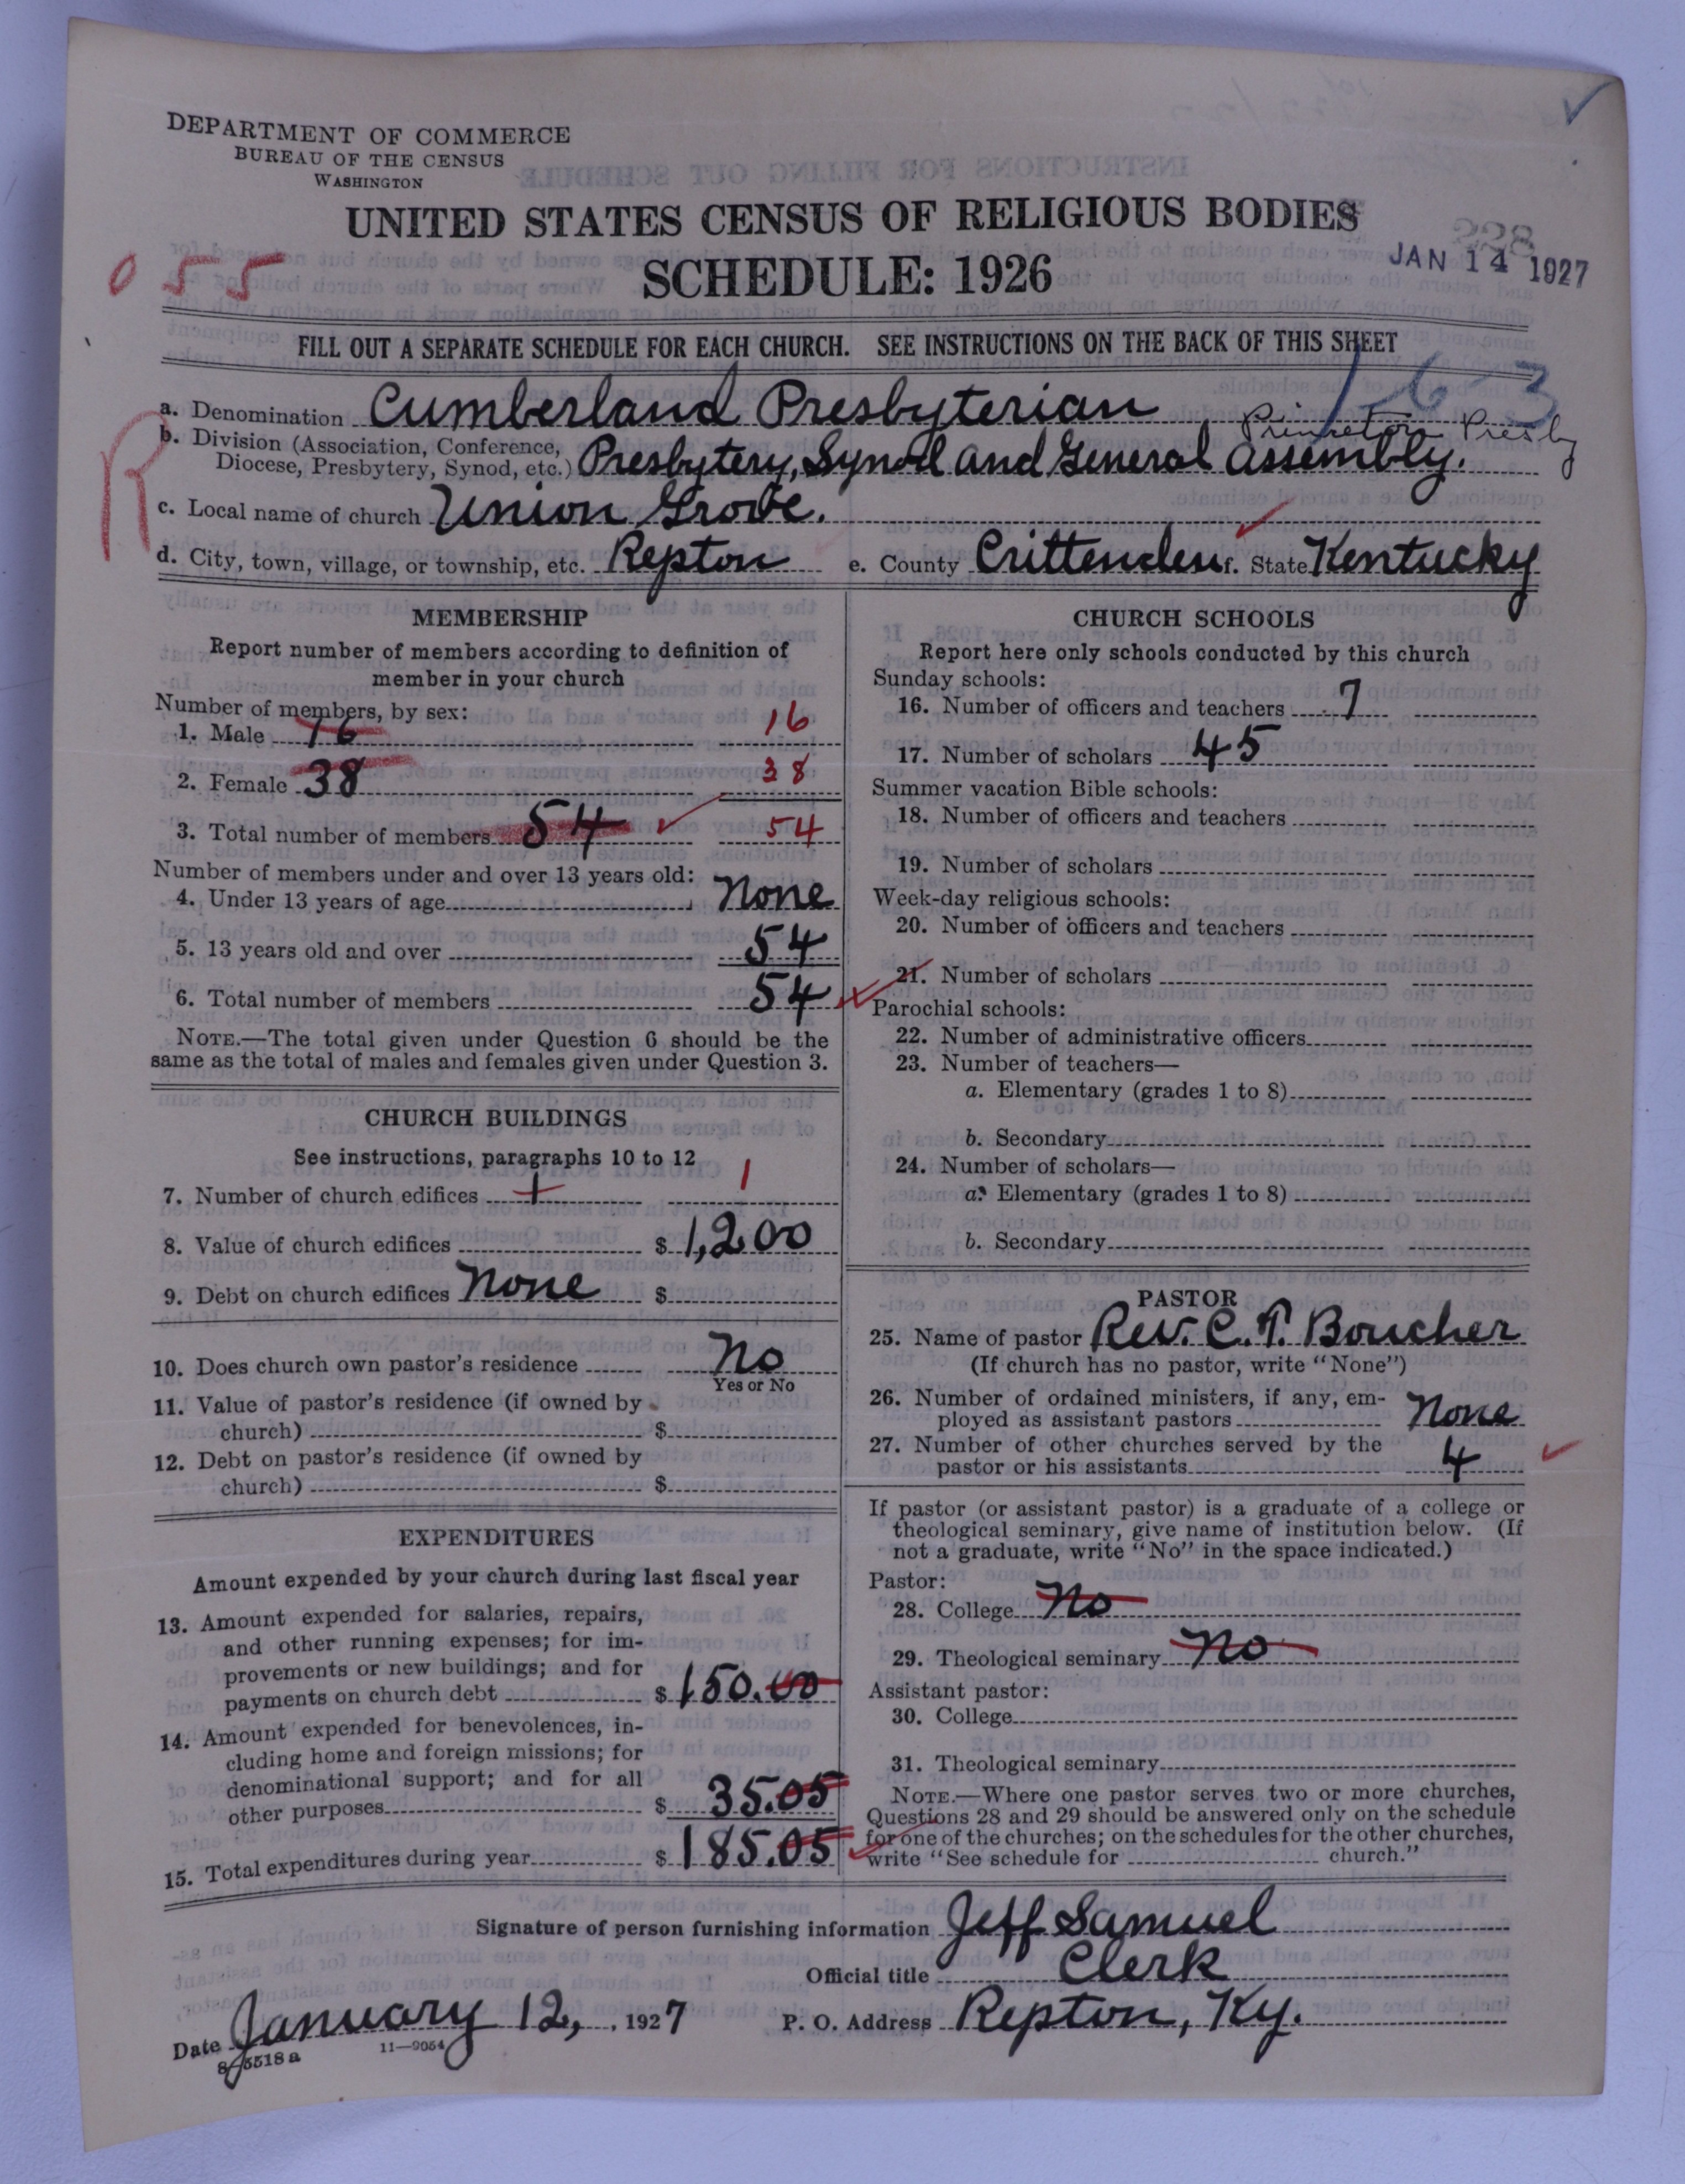 DEPARTMENT OF COMMERCE
BUREAU OF THE CENSUS
WASHINGTON
UNITED STATES CENSUS OF RELIGIOUS BODIES
SCHEDULE: 1926
228
JAN 14 1927
055
FILL OUT A SEPARATE SCHEDULE FOR EACH CHURCH. SEE INSTRUCTIONS ON THE BACK OF THIS SHEET
1-6-3
a. Denomination Cumberland Presbyterian
Princeton Presby
R
b. Division (Association, Conference, Diocese, Presbytery, Synod, etc.) Presbytery, Synod and General Assembly.
c. Local name of church Union Grove.
d. City, town, village, or township, etc. Repton e. County Crittenden f. State Kentucky
MEMBERSHIP
Report number of members according to definition of
member in your church
Number of members, by sex:
1. Male 16 16
2. Female 38 38
3. Total number of members 54 54
Number of members under and over 13 years old:
4. Under 13 years of age None
5. 13 years old and over 54
6. Total number of members 54
NOTE.—The total given under Question 6 should be the
same as the total of males and females given under Question 3.
CHURCH BUILDINGS
See instructions, paragraphs 10 to 12
7. Number of church edifices 1 1
8. Value of church edifices $ 1,200
9. Debt on church edifices None $
10. Does church own pastor's residence No
Yes or No
11. Value of pastor's residence (if owned by
church) $
12. Debt on pastor's residence (if owned by
church) $
EXPENDITURES
Amount expended by your church during last fiscal year
13. Amount expended for salaries, repairs,
and other running expenses; for im-
provements or new buildings; and for
payments on church debt $ 150.00
14. Amount expended for benevolences, in-
cluding home and foreign missions; for
denominational support; and for all
other purposes $ 35.05
15. Total expenditures during year $ 185.05
CHURCH SCHOOLS
Report here only schools conducted by this church
Sunday schools:
16. Number of officers and teachers 7
17. Number of scholars 45
Summer vacation Bible schools:
18. Number of officers and teachers
19. Number of scholars
Week-day religious schools:
20. Number of officers and teachers
21. Number of scholars
Parochial schools:
22. Number of administrative officers
23. Number of teachers—
a. Elementary (grades 1 to 8)
b. Secondary
24. Number of scholars—
a. Elementary (grades 1 to 8)
b. Secondary
PASTOR
25. Name of pastor Rev. C. T. Boucher
(If church has no pastor, write "None")
26. Number of ordained ministers, if any, em-
ployed as assistant pastors None
27. Number of other churches served by the
pastor or his assistants 4
If pastor (or assistant pastor) is a graduate of a college or
theological seminary, give name of institution below. (If
not a graduate, write "No" in the space indicated.)
Pastor:
28. College No
29. Theological seminary No
Assistant pastor:
30. College
31. Theological seminary
NOTE.—Where one pastor serves two or more churches,
Questions 28 and 29 should be answered only on the schedule
for one of the churches; on the schedules for the other churches,
write "See schedule for church."
Signature of person furnishing information Jeff Samuel
Official title Clerk
Date January 12, 1927 P. O. Address Repton, Ky.
8-5518 a 11—9054